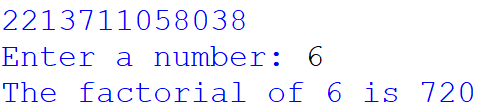 2213711058038
Enter a number: 6
The factorial of 6 is 720